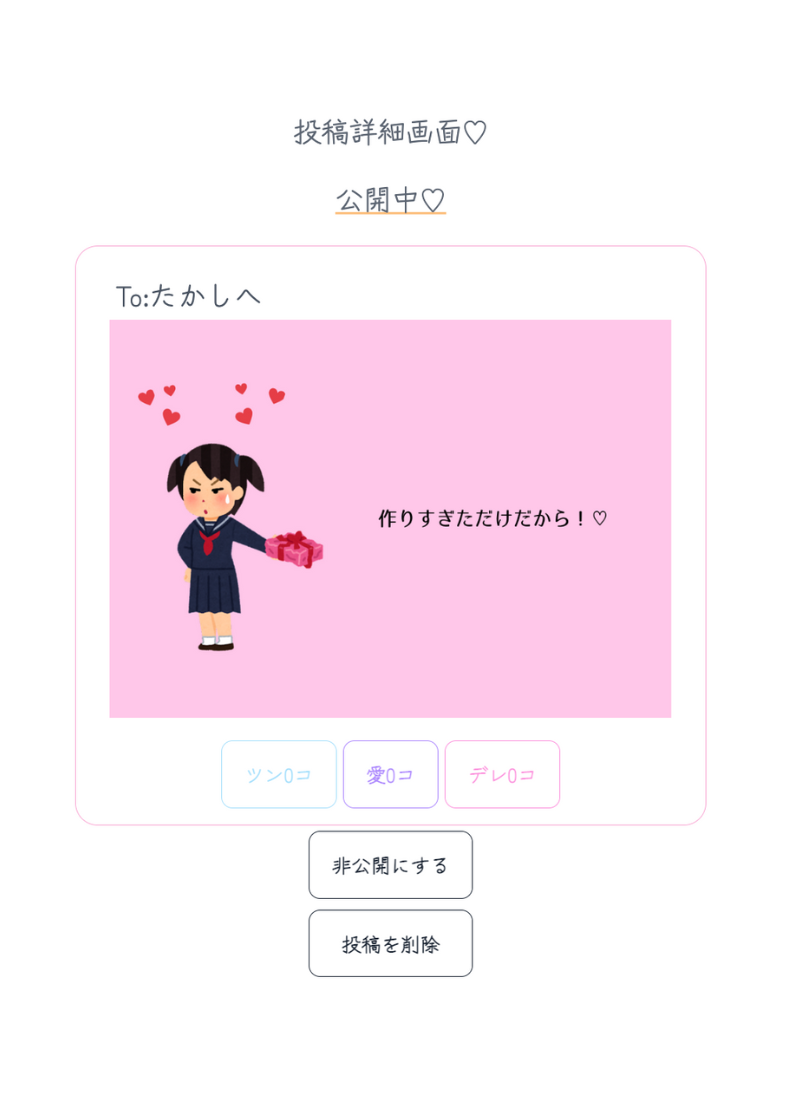 投稿詳細画面♡
公開中♡
To:たかしへ
作りすぎただけだから！♡
ツン0コ
愛0コ
デレ0コ
非公開にする
投稿を削除